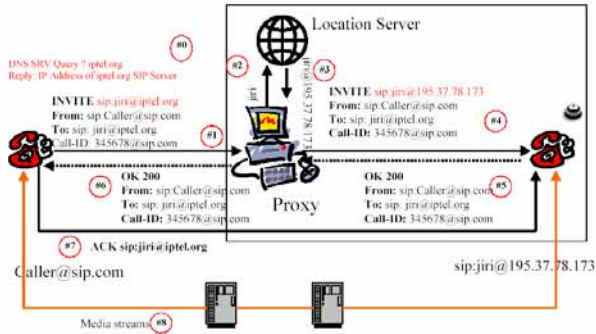 Location Server
#0
DNS SRV Query ? iptel.org
Reply: IP Address of iptel.org SIP Server
#2
#3
jiri
jiri@195.37.78.173
INVITE sip:jiri@iptel.org
From: sip:Caller@sip.com
To: sip: jiri@iptel.org
Call-ID: 345678@sip.com
#1
INVITE sip:jiri@195.37.78.173
From: sip:Caller@sip.com
To: sip: jiri@iptel.org
Call-ID: 345678@sip.com
#4
#6
OK 200
From: sip:Caller@sip.com
To: sip: jiri@iptel.org
Call-ID: 345678@sip.com
Proxy
OK 200
From: sip:Caller@sip.com
To: sip: jiri@iptel.org
Call-ID: 345678@sip.com
#5
#7
ACK sip:jiri@iptel.org
Caller@sip.com
sip:jiri@195.37.78.173
Media streams
#8